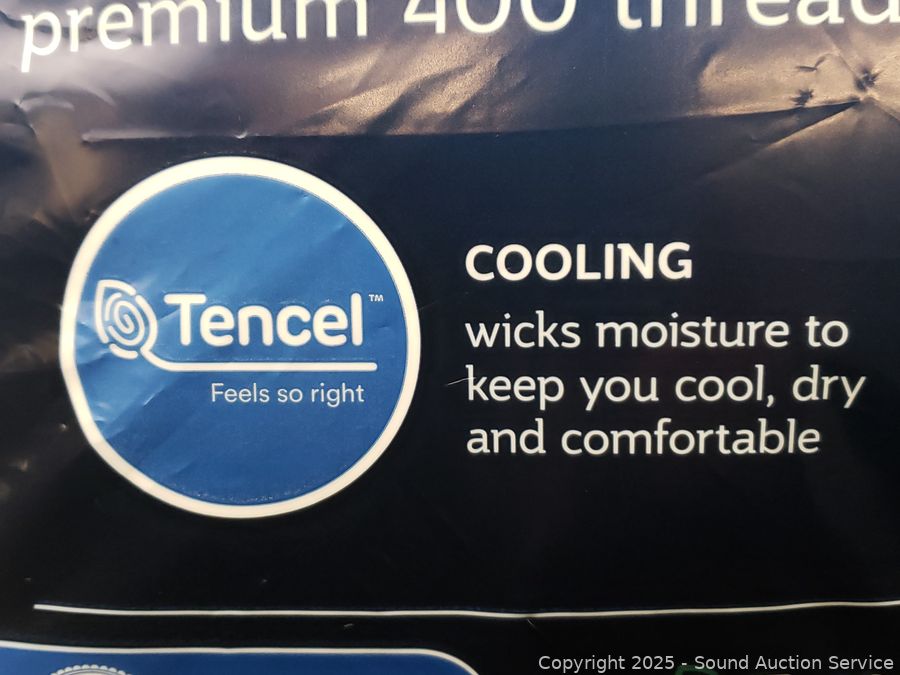 premium 400 thread
Tencel™
Feels so right
COOLING
wicks moisture to
keep you cool, dry
and comfortable
Copyright 2025 - Sound Auction Service